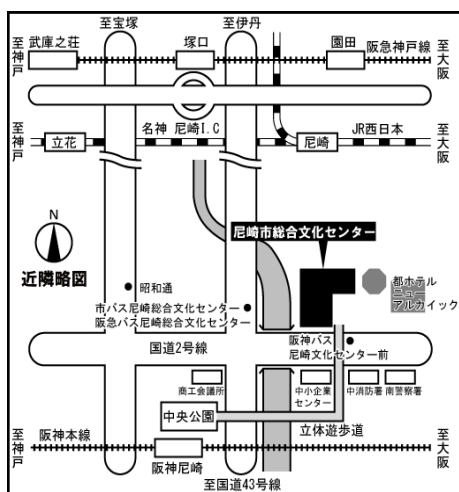 至宝塚
至伊丹
至神戸
武庫之荘
塚口
園田
阪急神戸線
至大阪
名神 尼崎I.C
JR西日本
至神戸
立花
尼崎
至大阪
N
近隣略図
尼崎市総合文化センター
昭和通
都ホテル
ニュー
アルカイック
市バス尼崎総合文化センター
阪急バス尼崎総合文化センター
阪神バス
尼崎文化センター前
国道2号線
商工会議所
中小企業
センター
中消防署
南警察署
中央公園
立体遊歩道
至神戸
阪神本線
阪神尼崎
至大阪
至国道43号線